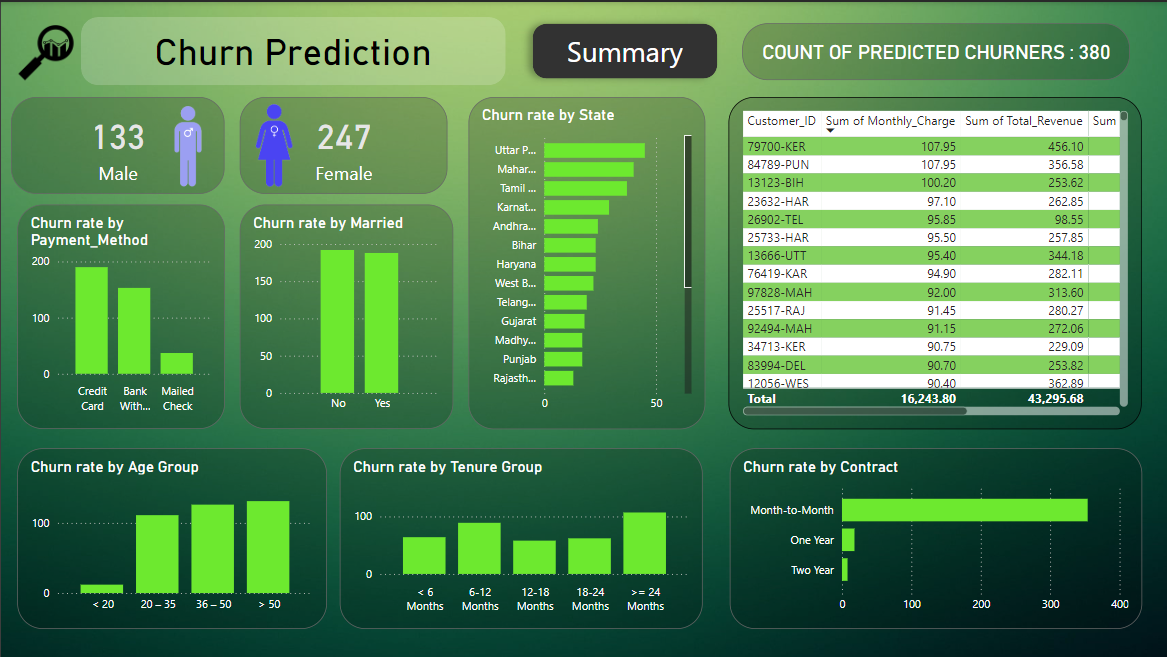 Churn Prediction
Summary
COUNT OF PREDICTED CHURNERS : 380
133
Male
247
Female
Churn rate by
Payment_Method
200
100
0
Credit
Card
Bank
With...
Mailed
Check
Churn rate by Married
200
150
100
50
0
No
Yes
Churn rate by State
Uttar P...
Mahar...
Tamil ...
Karnat...
Andhra...
Bihar
Haryana
West B...
Telang...
Gujarat
Madhy...
Punjab
Rajasth...
0
50
Customer_ID Sum of Monthly_Charge Sum of Total_Revenue Sum
79700-KER 107.95 456.10
84789-PUN 107.95 356.58
13123-BIH 100.20 253.62
23632-HAR 97.10 262.85
26902-TEL 95.85 98.55
25733-HAR 95.50 257.85
13666-UTT 95.40 344.18
76419-KAR 94.90 282.11
97828-MAH 92.00 313.60
25517-RAJ 91.45 280.27
92494-MAH 91.15 272.06
34713-KER 90.75 229.09
83994-DEL 90.70 253.82
12056-WES 90.40 362.89
Total 16,243.80 43,295.68
Churn rate by Age Group
100
0
< 20
20 – 35
36 – 50
> 50
Churn rate by Tenure Group
100
0
< 6
Months
6-12
Months
12-18
Months
18-24
Months
>= 24
Months
Churn rate by Contract
Month-to-Month
One Year
Two Year
0
100
200
300
400